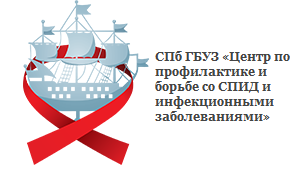 СПб ГБУЗ «Центр по
профилактике и
борьбе со СПИД и
инфекционными
заболеваниями»